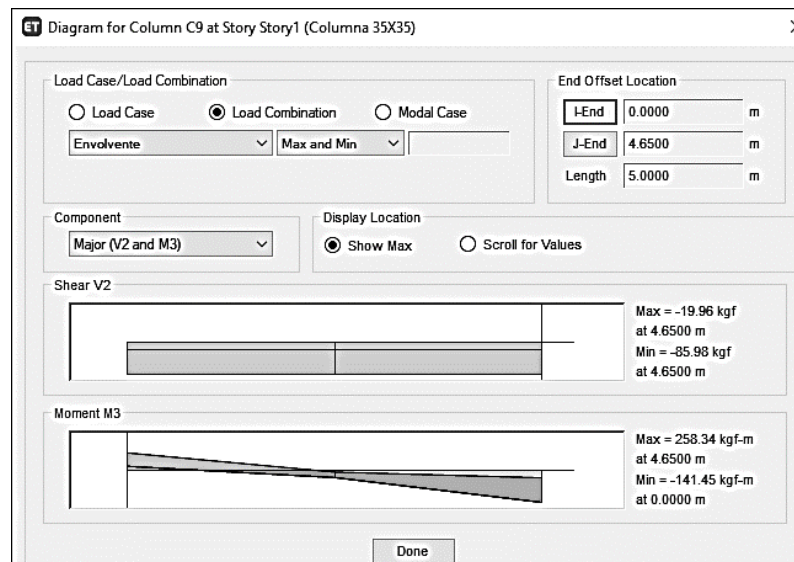 ET Diagram for Column C9 at Story Story1 (Columna 35X35)
Load Case/Load Combination
Load Case Load Combination Modal Case
Envolvente Max and Min
End Offset Location
I-End 0.0000 m
J-End 4.6500 m
Length 5.0000 m
Component
Major (V2 and M3)
Display Location
Show Max Scroll for Values
Shear V2
Max = -19.96 kgf
at 4.6500 m
Min = -85.98 kgf
at 4.6500 m
Moment M3
Max = 258.34 kgf-m
at 4.6500 m
Min = -141.45 kgf-m
at 0.0000 m
Done